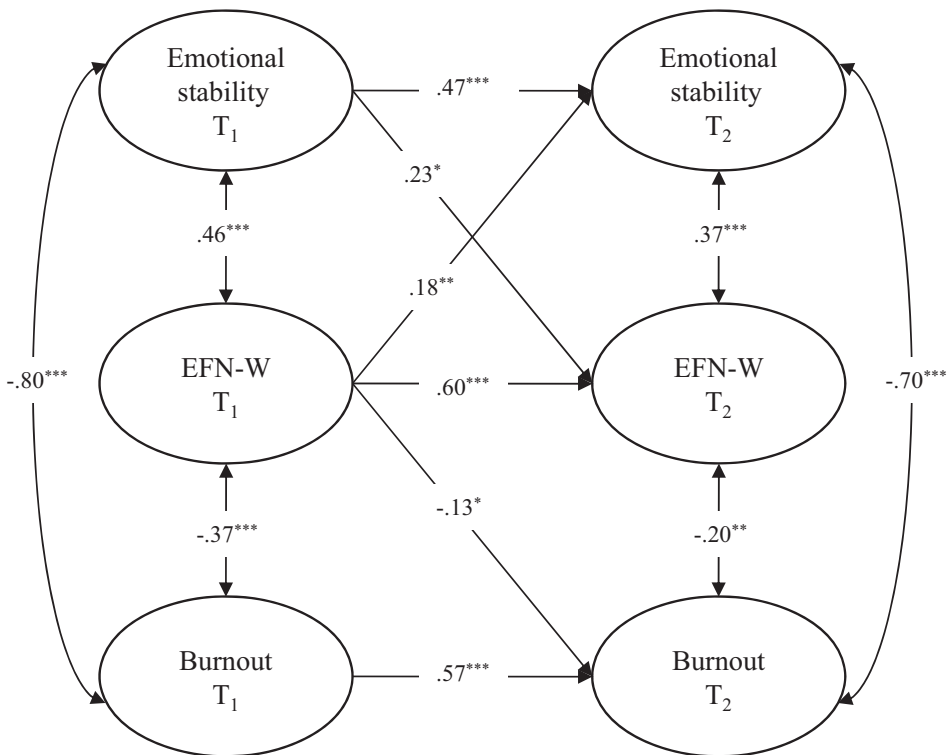 Emotional
stability
T₁
Emotional
stability
T₂
.47***
.23*
.46***
.37***
.18**
EFN-W
T₁
EFN-W
T₂
-.80***
.60***
-.70***
-.13*
-.37***
-.20**
Burnout
T₁
Burnout
T₂
.57***